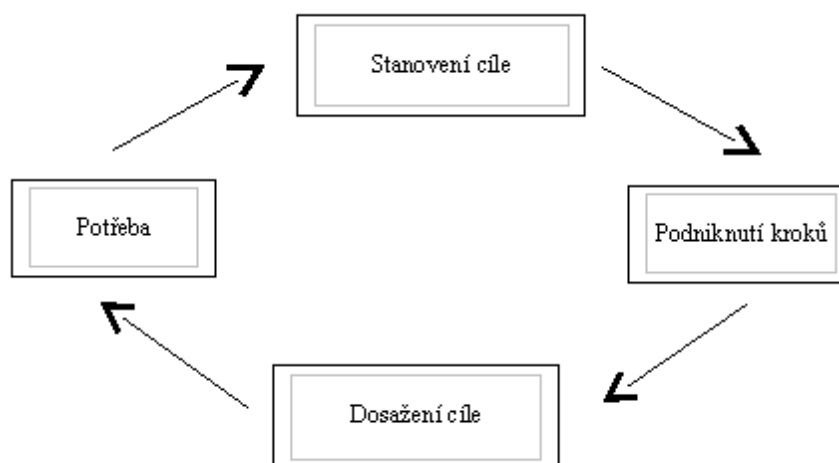 Stanovení cíle
Potřeba
Podniknutí kroků
Dosažení cíle